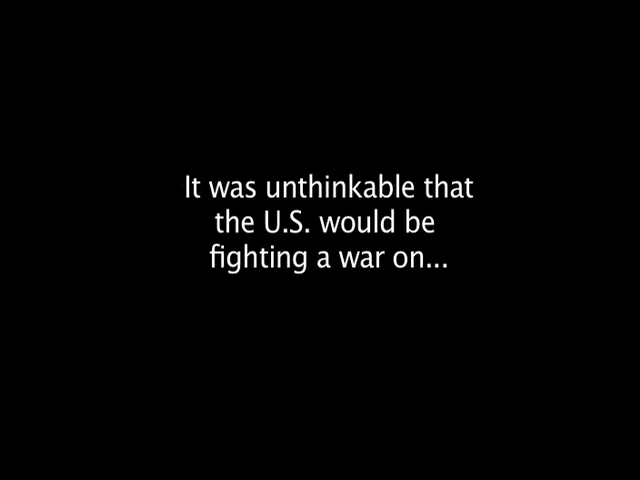 It was unthinkable that
the U.S. would be
fighting a war on...